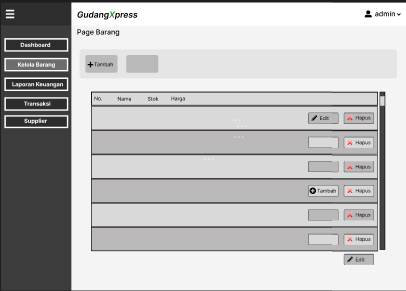 GudangXpress
admin
Page Barang
Dashboard
Kelola Barang
Laporan Keuangan
Transaksi
Supplier
Tambah
No. Nama Stok Harga
Edit Hapus
Hapus
Hapus
Tambah Hapus
Hapus
Hapus
Edit